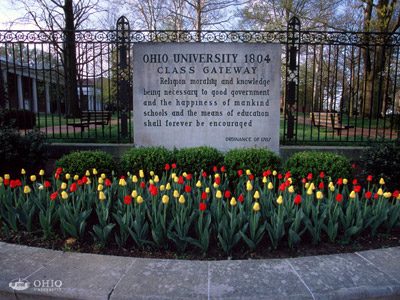 OHIO UNIVERSITY 1804
CLASS GATEWAY
Religion morality and knowledge
being necessary to good government
and the happiness of mankind
schools and the means of education
shall forever be encouraged
ORDINANCE OF 1787
OHIO
UNIVERSITY